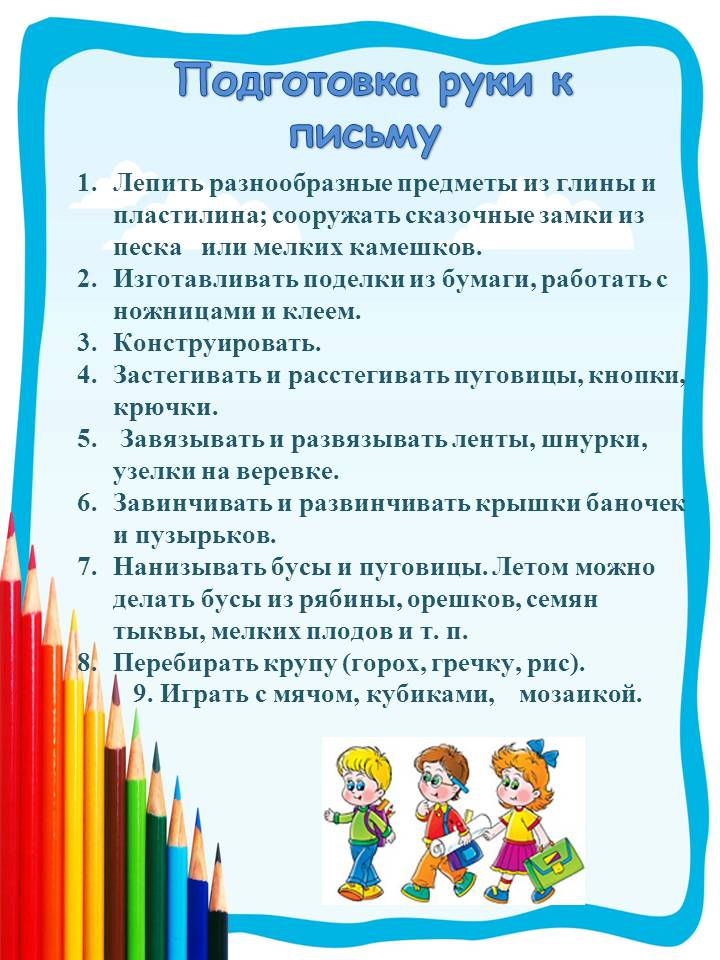 Подготовка руки к
письму
1. Лепить разнообразные предметы из глины и
пластилина; сооружать сказочные замки из
песка или мелких камешков.
2. Изготавливать поделки из бумаги, работать с
ножницами и клеем.
3. Конструировать.
4. Застегивать и расстегивать пуговицы, кнопки,
крючки.
5. Завязывать и развязывать ленты, шнурки,
узелки на веревке.
6. Завинчивать и развинчивать крышки баночек
и пузырьков.
7. Нанизывать бусы и пуговицы. Летом можно
делать бусы из рябины, орешков, семян
тыквы, мелких плодов и т. п.
8. Перебирать крупу (горох, гречку, рис).
9. Играть с мячом, кубиками, мозаикой.